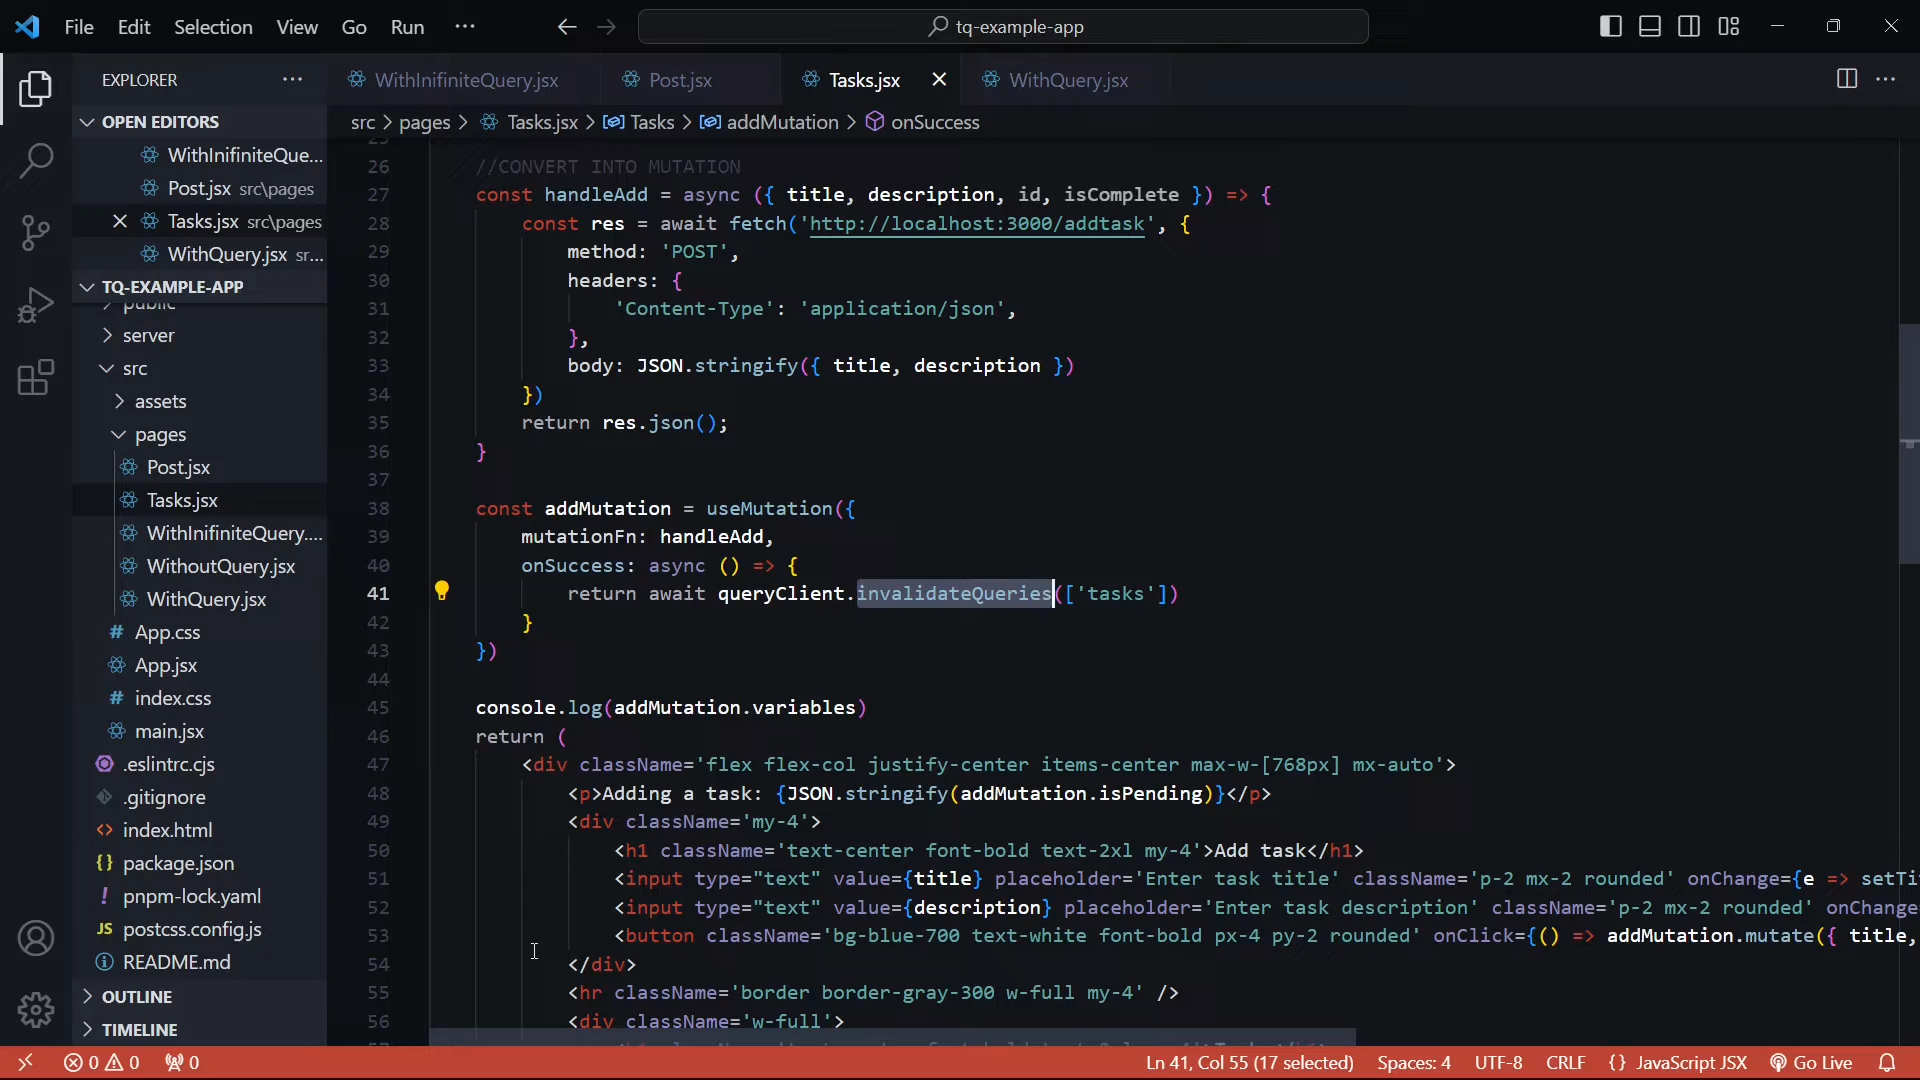 File Edit Selection View Go Run ··· tq-example-app
EXPLORER ···
WithInifiniteQuery.jsx Post.jsx Tasks.jsx WithQuery.jsx ···
src > pages > Tasks.jsx > Tasks > addMutation > onSuccess
OPEN EDITORS
WithInifiniteQue...
Post.jsx src\pages
Tasks.jsx src\pages
WithQuery.jsx sr...
TQ-EXAMPLE-APP
public
server
src
assets
pages
Post.jsx
Tasks.jsx
WithInifiniteQuery....
WithoutQuery.jsx
WithQuery.jsx
# App.css
App.jsx
# index.css
main.jsx
.eslintrc.cjs
.gitignore
<> index.html
{} package.json
! pnpm-lock.yaml
JS postcss.config.js
README.md
OUTLINE
TIMELINE
25
26 //CONVERT INTO MUTATION
27 const handleAdd = async ({ title, description, id, isComplete }) => {
28 const res = await fetch('http://localhost:3000/addtask', {
29 method: 'POST',
30 headers: {
31 'Content-Type': 'application/json',
32 },
33 body: JSON.stringify({ title, description })
34 })
35 return res.json();
36 }
37
38 const addMutation = useMutation({
39 mutationFn: handleAdd,
40 onSuccess: async () => {
41 return await queryClient.invalidateQueries(['tasks'])
42 }
43 })
44
45 console.log(addMutation.variables)
46 return (
47 <div className='flex flex-col justify-center items-center max-w-[768px] mx-auto'>
48 <p>Adding a task: {JSON.stringify(addMutation.isPending)}</p>
49 <div className='my-4'>
50 <h1 className='text-center font-bold text-2xl my-4'>Add task</h1>
51 <input type="text" value={title} placeholder='Enter task title' className='p-2 mx-2 rounded' onChange={e => setTi
52 <input type="text" value={description} placeholder='Enter task description' className='p-2 mx-2 rounded' onChange
53 <button className='bg-blue-700 text-white font-bold px-4 py-2 rounded' onClick={() => addMutation.mutate({ title,
54 </div>
55 <hr className='border border-gray-300 w-full my-4' />
56 <div className='w-full'>
0 0 0 Ln 41, Col 55 (17 selected) Spaces: 4 UTF-8 CRLF {} JavaScript JSX Go Live